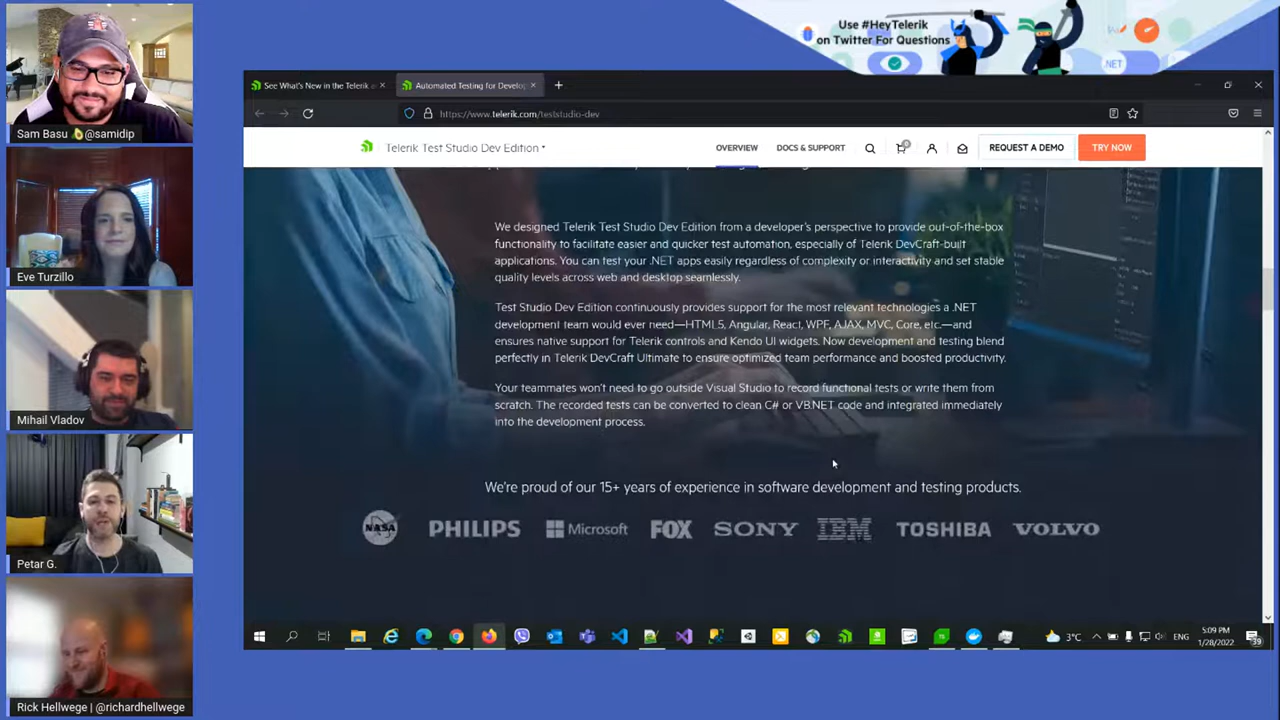 Use #HeyTelerik
on Twitter For Questions
.NET
Sam Basu 🥑@samidip
Eve Turzillo
Mihail Vladov
Petar G.
Rick Hellwege | @richardhellwege
See What's New in the Telerik
Automated Testing for Develop
https://www.telerik.com/teststudio-dev
Telerik Test Studio Dev Edition
OVERVIEW
DOCS & SUPPORT
0
REQUEST A DEMO
TRY NOW
We designed Telerik Test Studio Dev Edition from a developer's perspective to provide out-of-the-box
functionality to facilitate easier and quicker test automation, especially of Telerik DevCraft-built
applications. You can test your .NET apps easily regardless of complexity or interactivity and set stable
quality levels across web and desktop seamlessly.
Test Studio Dev Edition continuously provides support for the most relevant technologies a .NET
development team would ever need—HTML5, Angular, React, WPF, AJAX, MVC, Core, etc.—and
ensures native support for Telerik controls and Kendo UI widgets. Now development and testing blend
perfectly in Telerik DevCraft Ultimate to ensure optimized team performance and boosted productivity.
Your teammates won't need to go outside Visual Studio to record functional tests or write them from
scratch. The recorded tests can be converted to clean C# or VB.NET code and integrated immediately
into the development process.
We're proud of our 15+ years of experience in software development and testing products.
NASA PHILIPS Microsoft FOX SONY IBM TOSHIBA VOLVO
3°C
ENG
5:09 PM
1/28/2022
39